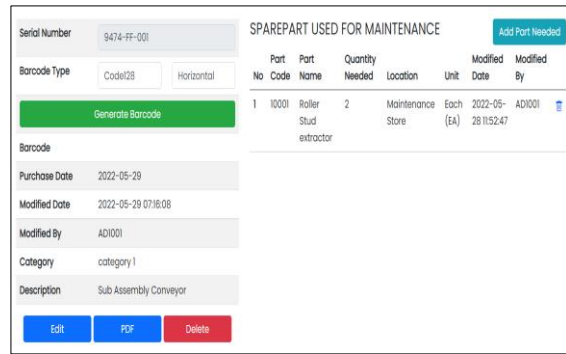 Serial Number 9474-FF-001
Barcode Type Code128 Horizontal
Generate Barcode
Barcode
Purchase Date 2022-05-29
Modified Date 2022-05-29 07:16:08
Modified By AD1001
Category category 1
Description Sub Assembly Conveyor
Edit PDF Delete
SPAREPART USED FOR MAINTENANCE Add Part Needed
Part Part Quantity Modified Modified
No Code Name Needed Location Unit Date By
1 10001 Roller 2 Maintenance Each 2022-05- AD1001
Stud Store (EA) 28 11:52:47
extractor